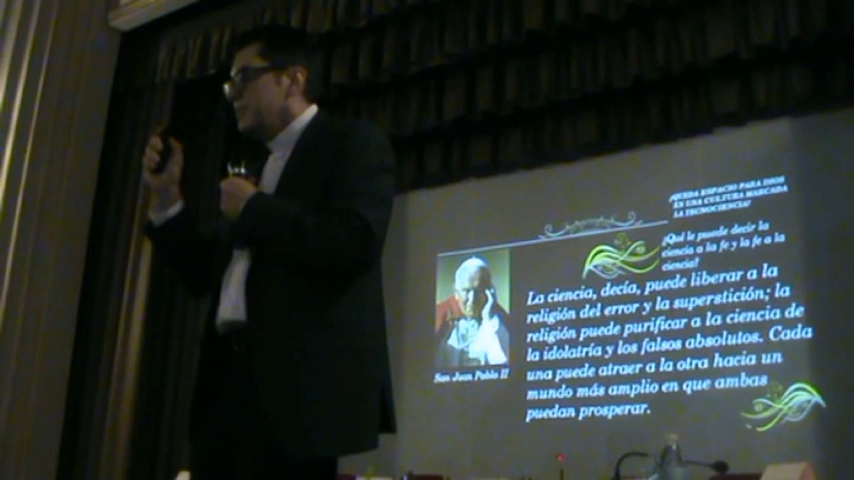 ¿QUEDA ESPACIO PARA DIOS
EN UNA CULTURA MARCADA
LA TECNOCIENCIA?
¿Qué le puede decir la
ciencia a la fe y la fe a la
ciencia?
La ciencia, decía, puede liberar a la
religión del error y la superstición; la
religión puede purificar a la ciencia de
la idolatría y los falsos absolutos. Cada
una puede atraer a la otra hacia un
mundo más amplio en que ambas
puedan prosperar.
San Juan Pablo II